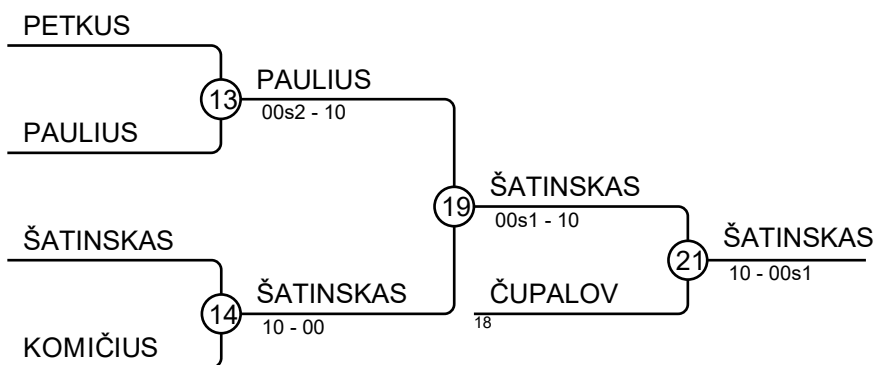 PETKUS
PAULIUS
13
00s2 - 10
PAULIUS
ŠATINSKAS
19
ŠATINSKAS
00s1 - 10
ŠATINSKAS
21
10 - 00s1
ŠATINSKAS
14
10 - 00
ČUPALOV
18
KOMIČIUS